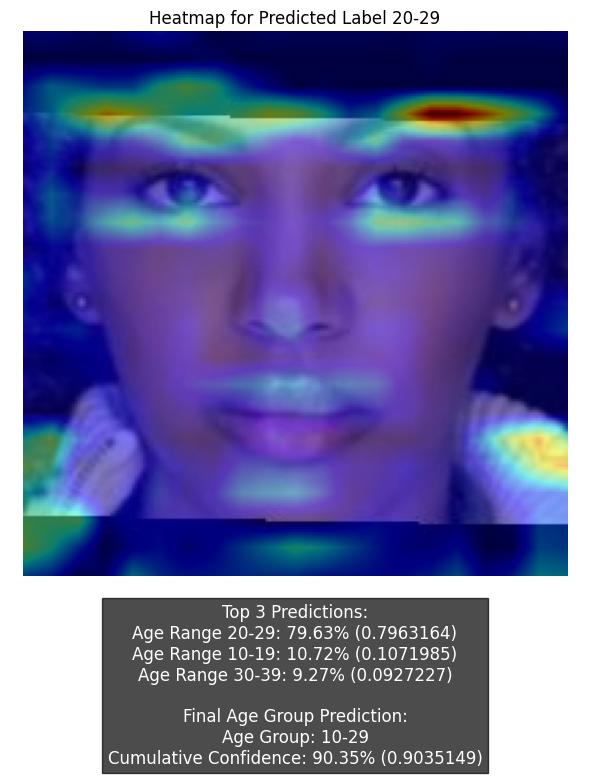 Heatmap for Predicted Label 20-29
Top 3 Predictions:
Age Range 20-29: 79.63% (0.7963164)
Age Range 10-19: 10.72% (0.1071985)
Age Range 30-39: 9.27% (0.0927227)
Final Age Group Prediction:
Age Group: 10-29
Cumulative Confidence: 90.35% (0.9035149)